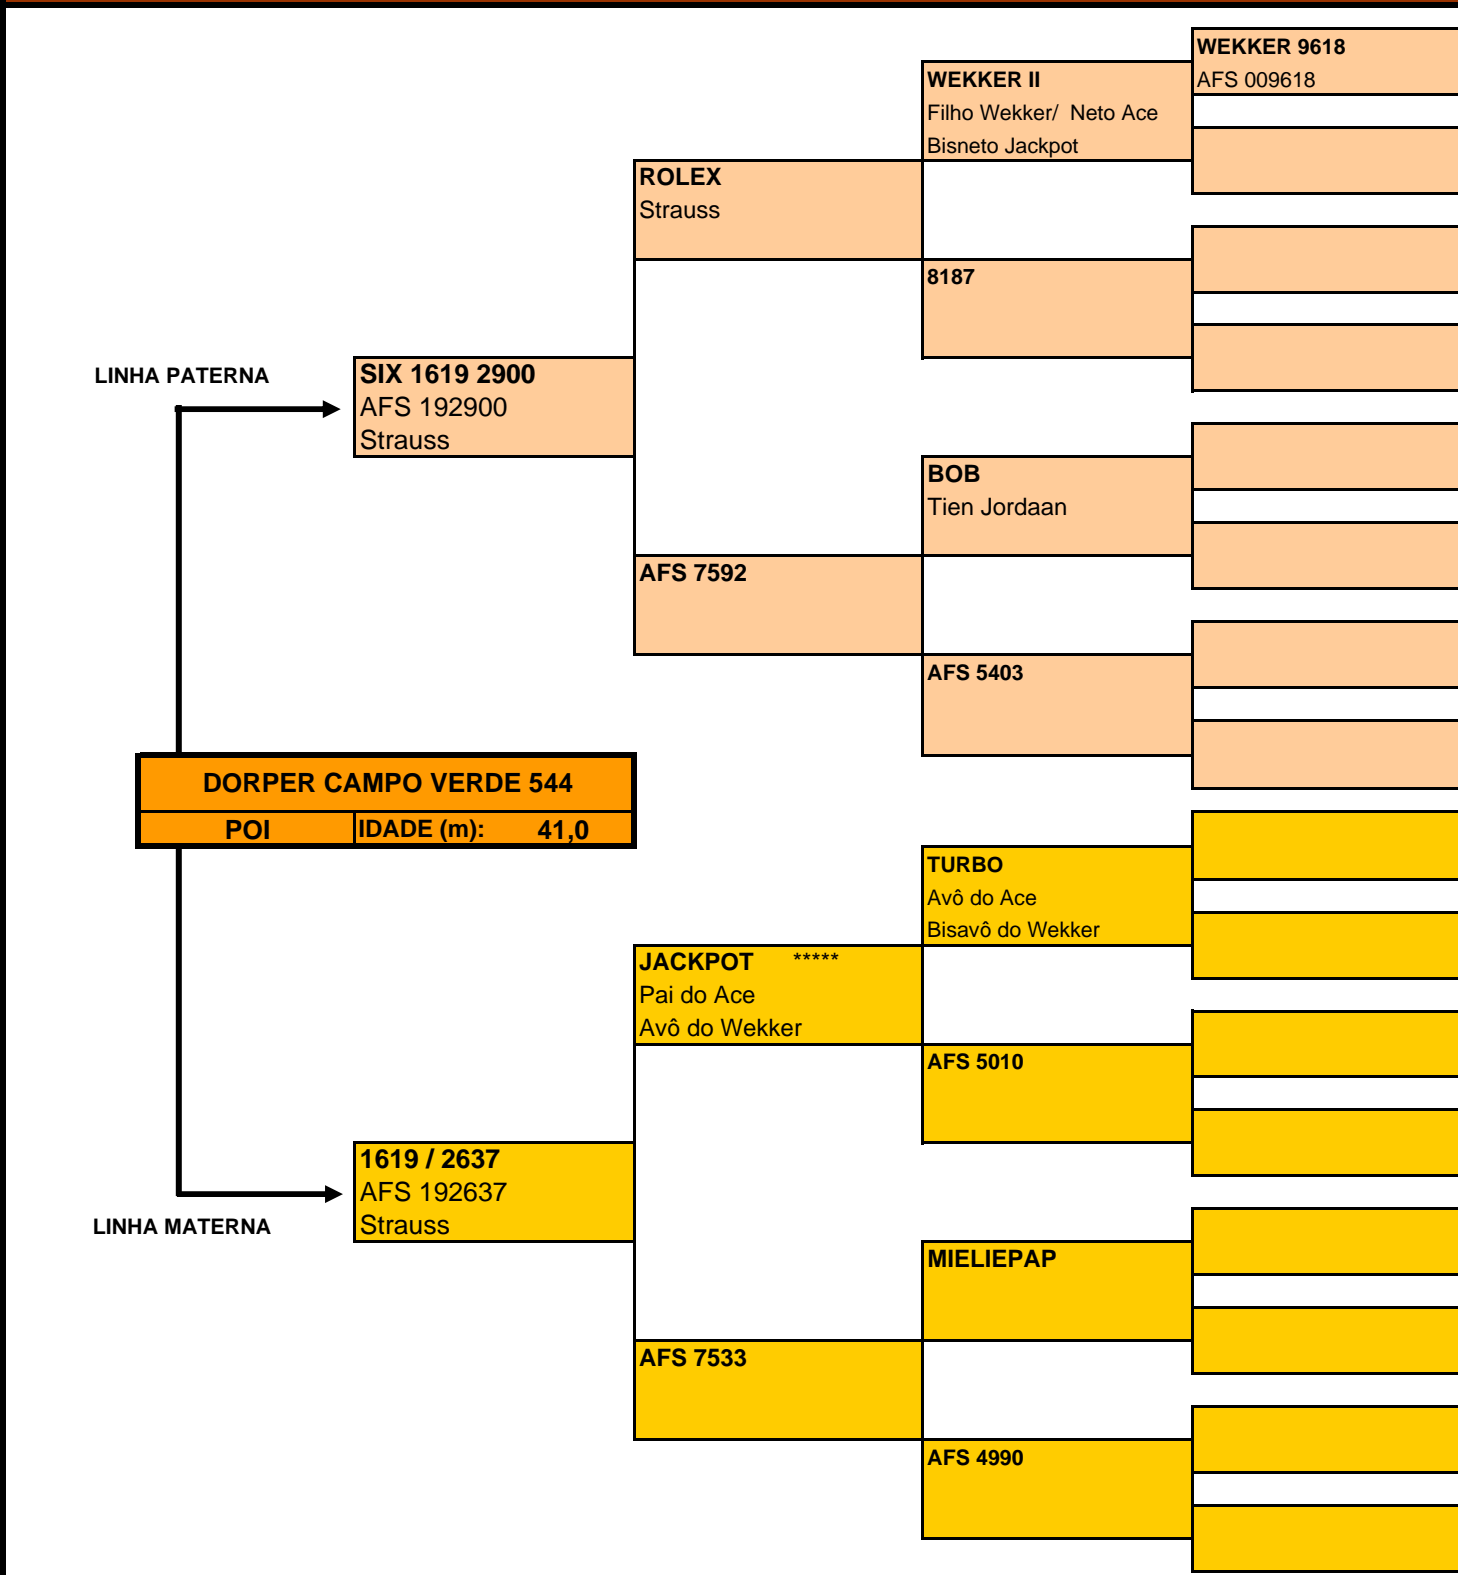 WEKKER 9618
AFS 009618
WEKKER II
Filho Wekker/ Neto Ace
Bisneto Jackpot
ROLEX
Strauss
8187
LINHA PATERNA
SIX 1619 2900
AFS 192900
Strauss
BOB
Tien Jordaan
AFS 7592
AFS 5403
DORPER CAMPO VERDE 544
POI IDADE (m): 41,0
TURBO
Avô do Ace
Bisavô do Wekker
JACKPOT *****
Pai do Ace
Avô do Wekker
AFS 5010
1619 / 2637
AFS 192637
Strauss
LINHA MATERNA
MIELIEPAP
AFS 7533
AFS 4990